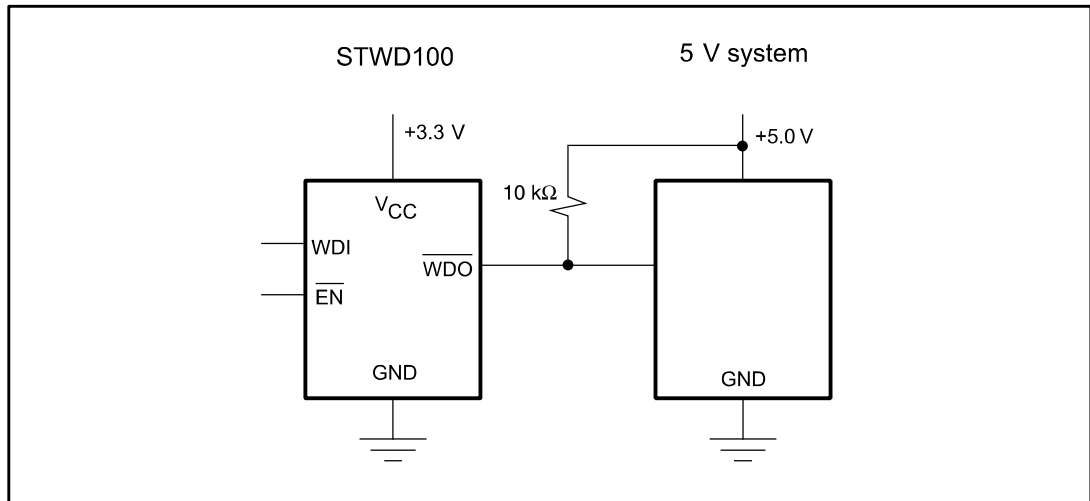 STWD100
5 V system
+3.3 V
+5.0 V
10 kΩ
VCC
WDI
WDO
EN
GND
GND